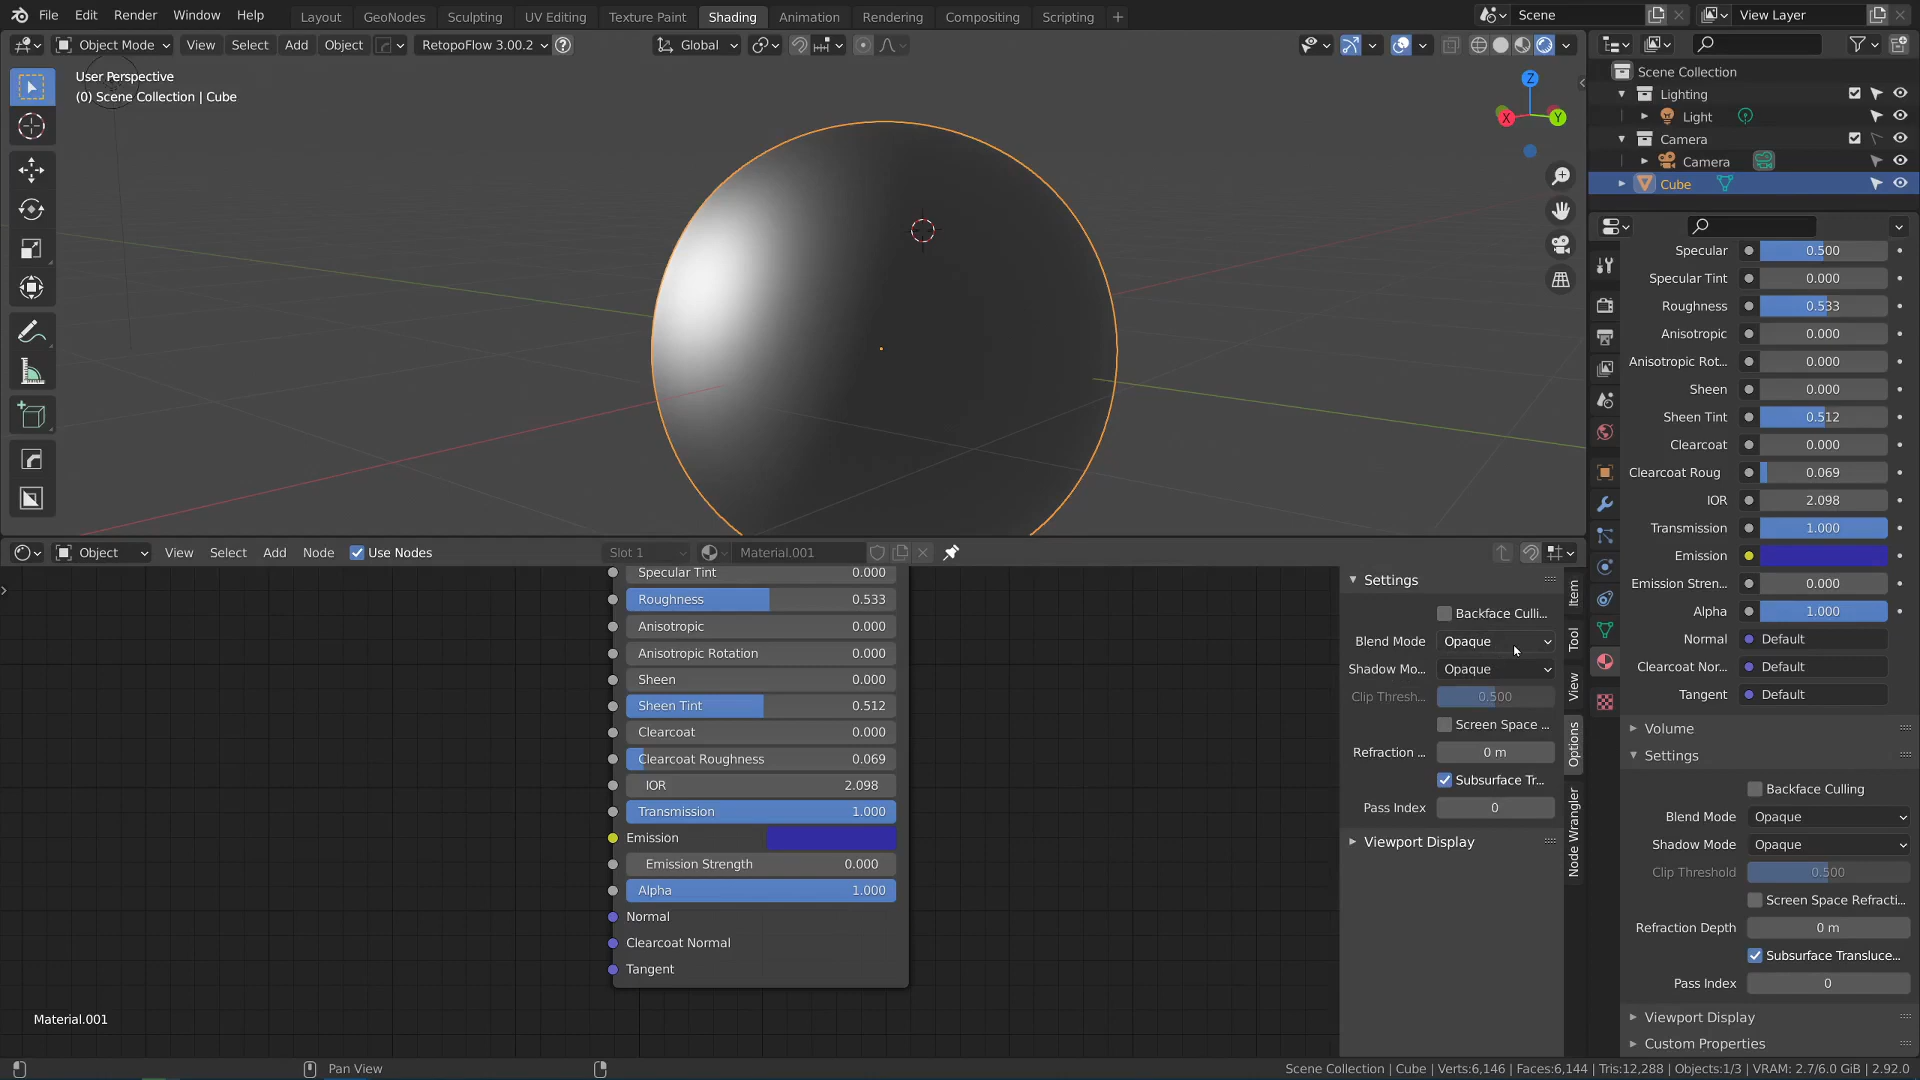 File Edit Render Window Help Layout GeoNodes Sculpting UV Editing Texture Paint Shading Animation Rendering Compositing Scripting + Scene View Layer
Object Mode View Select Add Object RetopoFlow 3.00.2 Global
User Perspective
(0) Scene Collection | Cube
Z
X
Y
Scene Collection
Lighting
Light
Camera
Camera
Cube
Specular 0.500
Specular Tint 0.000
Roughness 0.533
Anisotropic 0.000
Anisotropic Rot... 0.000
Sheen 0.000
Sheen Tint 0.512
Clearcoat 0.000
Clearcoat Roug 0.069
IOR 2.098
Transmission 1.000
Emission
Emission Stren... 0.000
Alpha 1.000
Normal Default
Clearcoat Nor... Default
Tangent Default
Volume
Settings
Backface Culling
Blend Mode Opaque
Shadow Mode Opaque
Clip Threshold 0.500
Screen Space Refracti...
Refraction Depth 0 m
Subsurface Transluce...
Pass Index 0
Viewport Display
Custom Properties
Object View Select Add Node Use Nodes Slot 1 Material.001
Specular Tint 0.000
Roughness 0.533
Anisotropic 0.000
Anisotropic Rotation 0.000
Sheen 0.000
Sheen Tint 0.512
Clearcoat 0.000
Clearcoat Roughness 0.069
IOR 2.098
Transmission 1.000
Emission
Emission Strength 0.000
Alpha 1.000
Normal
Clearcoat Normal
Tangent
Settings
Backface Culli...
Blend Mode Opaque
Shadow Mo... Opaque
Clip Thresh... 0.500
Screen Space ...
Refraction ... 0 m
Subsurface Tr...
Pass Index 0
Viewport Display
Item
Tool
View
Options
Node Wrangler
Material.001
Pan View
Scene Collection | Cube | Verts:6,146 | Faces:6,144 | Tris:12,288 | Objects:1/3 | VRAM: 2.7/6.0 GiB | 2.92.0